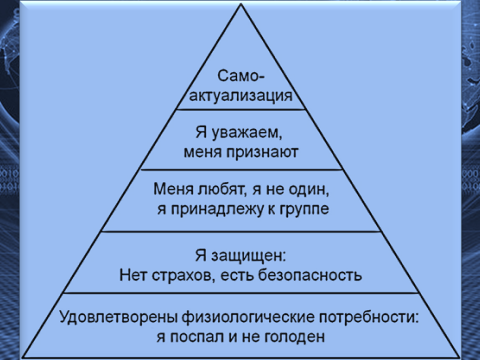 Само-
актуализация
Я уважаем,
меня признают
Меня любят, я не один,
я принадлежу к группе
Я защищен:
Нет страхов, есть безопасность
Удовлетворены физиологические потребности:
я поспал и не голоден